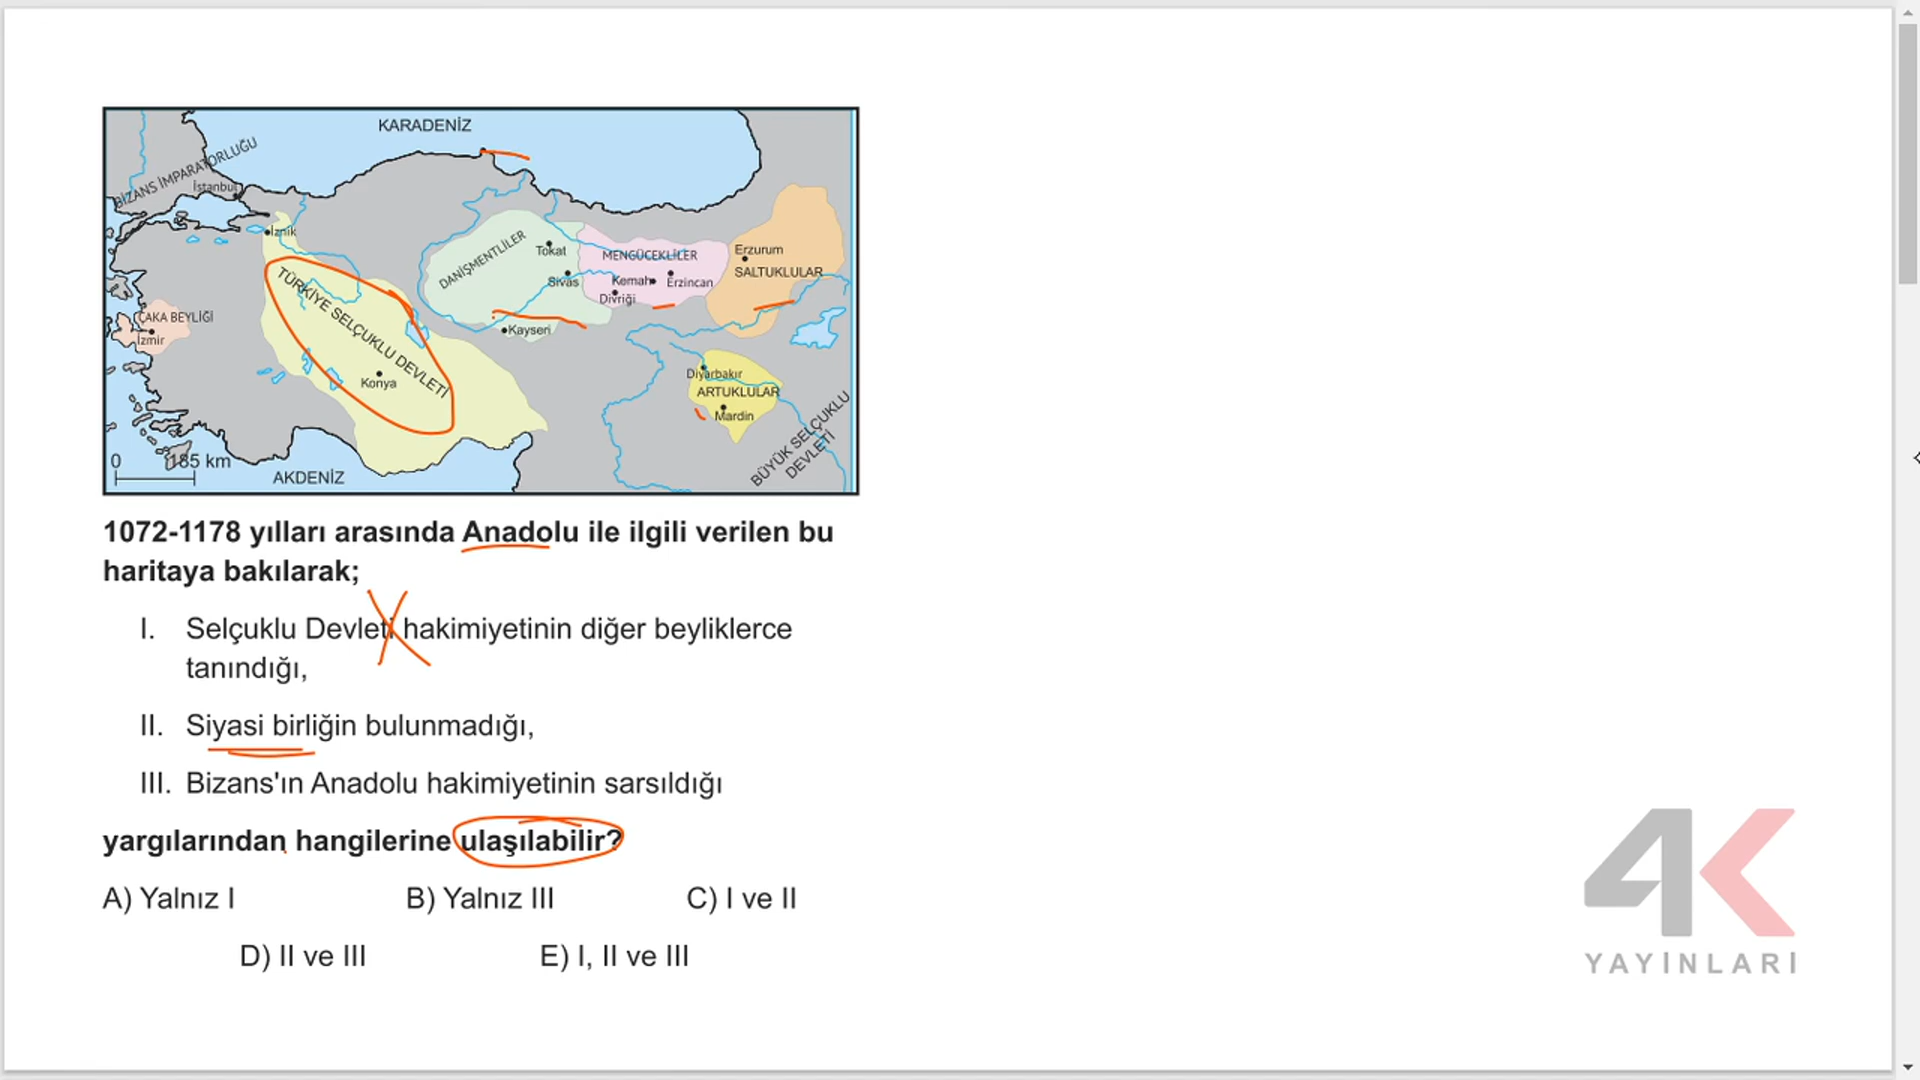 KARADENİZ
BİZANS İMPARATORLUĞU
İstanbul
İznik
TÜRKİYE SELÇUKLU DEVLETİ
Konya
ÇAKA BEYLİĞİ
İzmir
DANİŞMENTLİLER
Tokat
Sivas
Kayseri
MENGÜCEKLİLER
Kemah
Erzincan
Divriği
Erzurum
SALTUKLULAR
Diyarbakır
ARTUKLULAR
Mardin
BÜYÜK SELÇUKLU
DEVLETİ
0 185 km
AKDENİZ
1072-1178 yılları arasında Anadolu ile ilgili verilen bu
haritaya bakılarak;
I. Selçuklu Devleti hakimiyetinin diğer beyliklerce
tanındığı,
II. Siyasi birliğin bulunmadığı,
III. Bizans'ın Anadolu hakimiyetinin sarsıldığı
yargılarından hangilerine ulaşılabilir?
A) Yalnız I B) Yalnız III C) I ve II
D) II ve III E) I, II ve III
4K
YAYINLARI